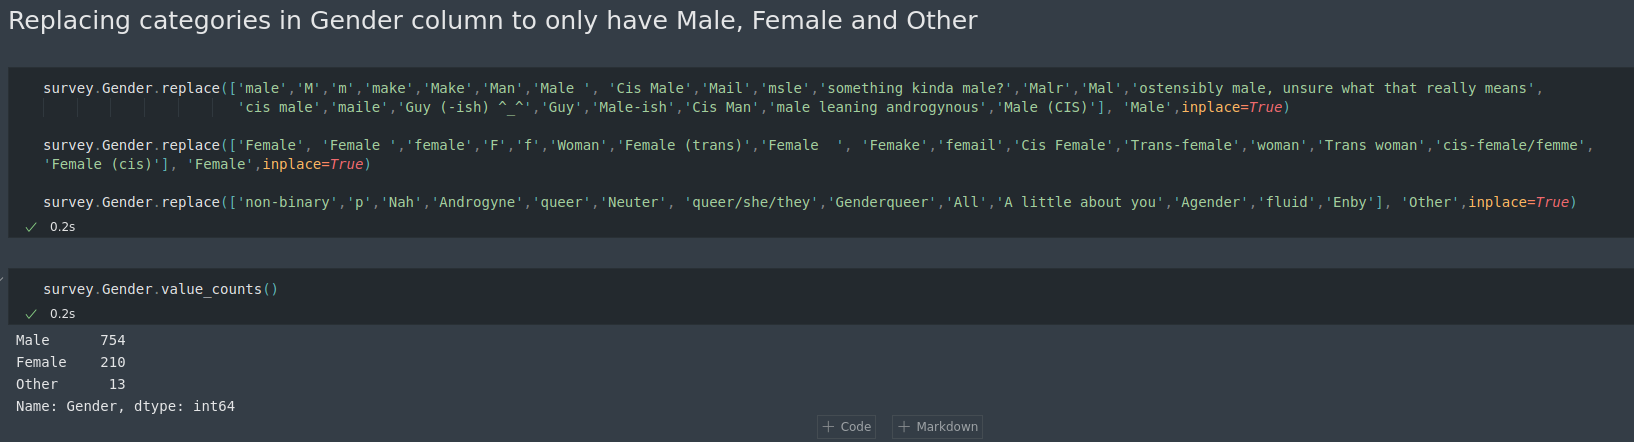 Replacing categories in Gender column to only have Male, Female and Other
survey.Gender.replace(['male','M','m','make','Make','Man','Male ', 'Cis Male','Mail','msle','something kinda male?','Malr','Mal','ostensibly male, unsure what that really means',
'cis male','maile','Guy (-ish) ^_^','Guy','Male-ish','Cis Man','male leaning androgynous','Male (CIS)'], 'Male',inplace=True)
survey.Gender.replace(['Female', 'Female ','female','F','f','Woman','Female (trans)','Female  ', 'Femake','femail','Cis Female','Trans-female','woman','Trans woman','cis-female/femme',
'Female (cis)'], 'Female',inplace=True)
survey.Gender.replace(['non-binary','p','Nah','Androgyne','queer','Neuter', 'queer/she/they','Genderqueer','All','A little about you','Agender','fluid','Enby'], 'Other',inplace=True)
✓ 0.2s
survey.Gender.value_counts()
✓ 0.2s
Male 754
Female 210
Other 13
Name: Gender, dtype: int64
+ Code + Markdown